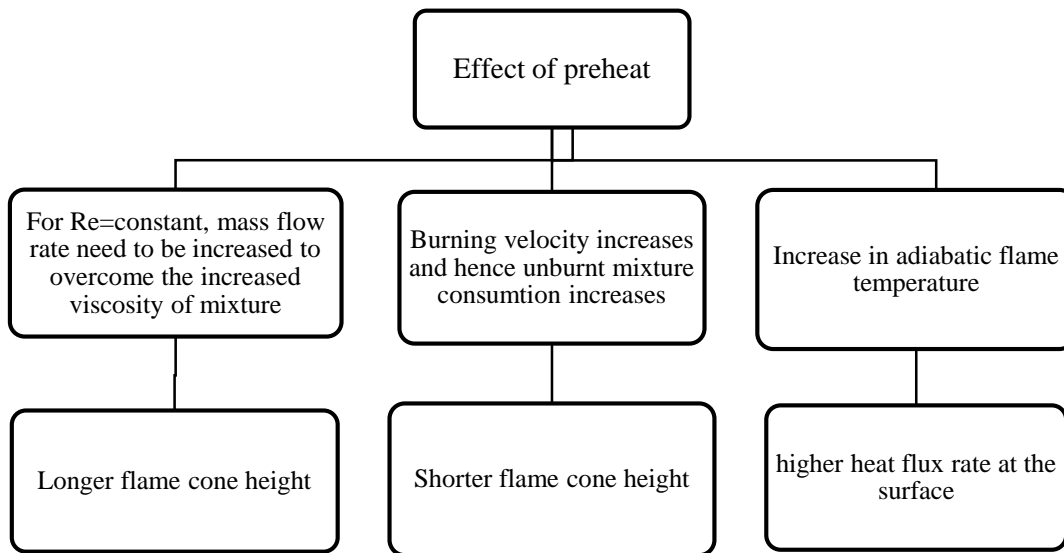 Effect of preheat
For Re=constant, mass flow
rate need to be increased to
overcome the increased
viscosity of mixture
Burning velocity increases
and hence unburnt mixture
consumtion increases
Increase in adiabatic flame
temperature
Longer flame cone height
Shorter flame cone height
higher heat flux rate at the
surface